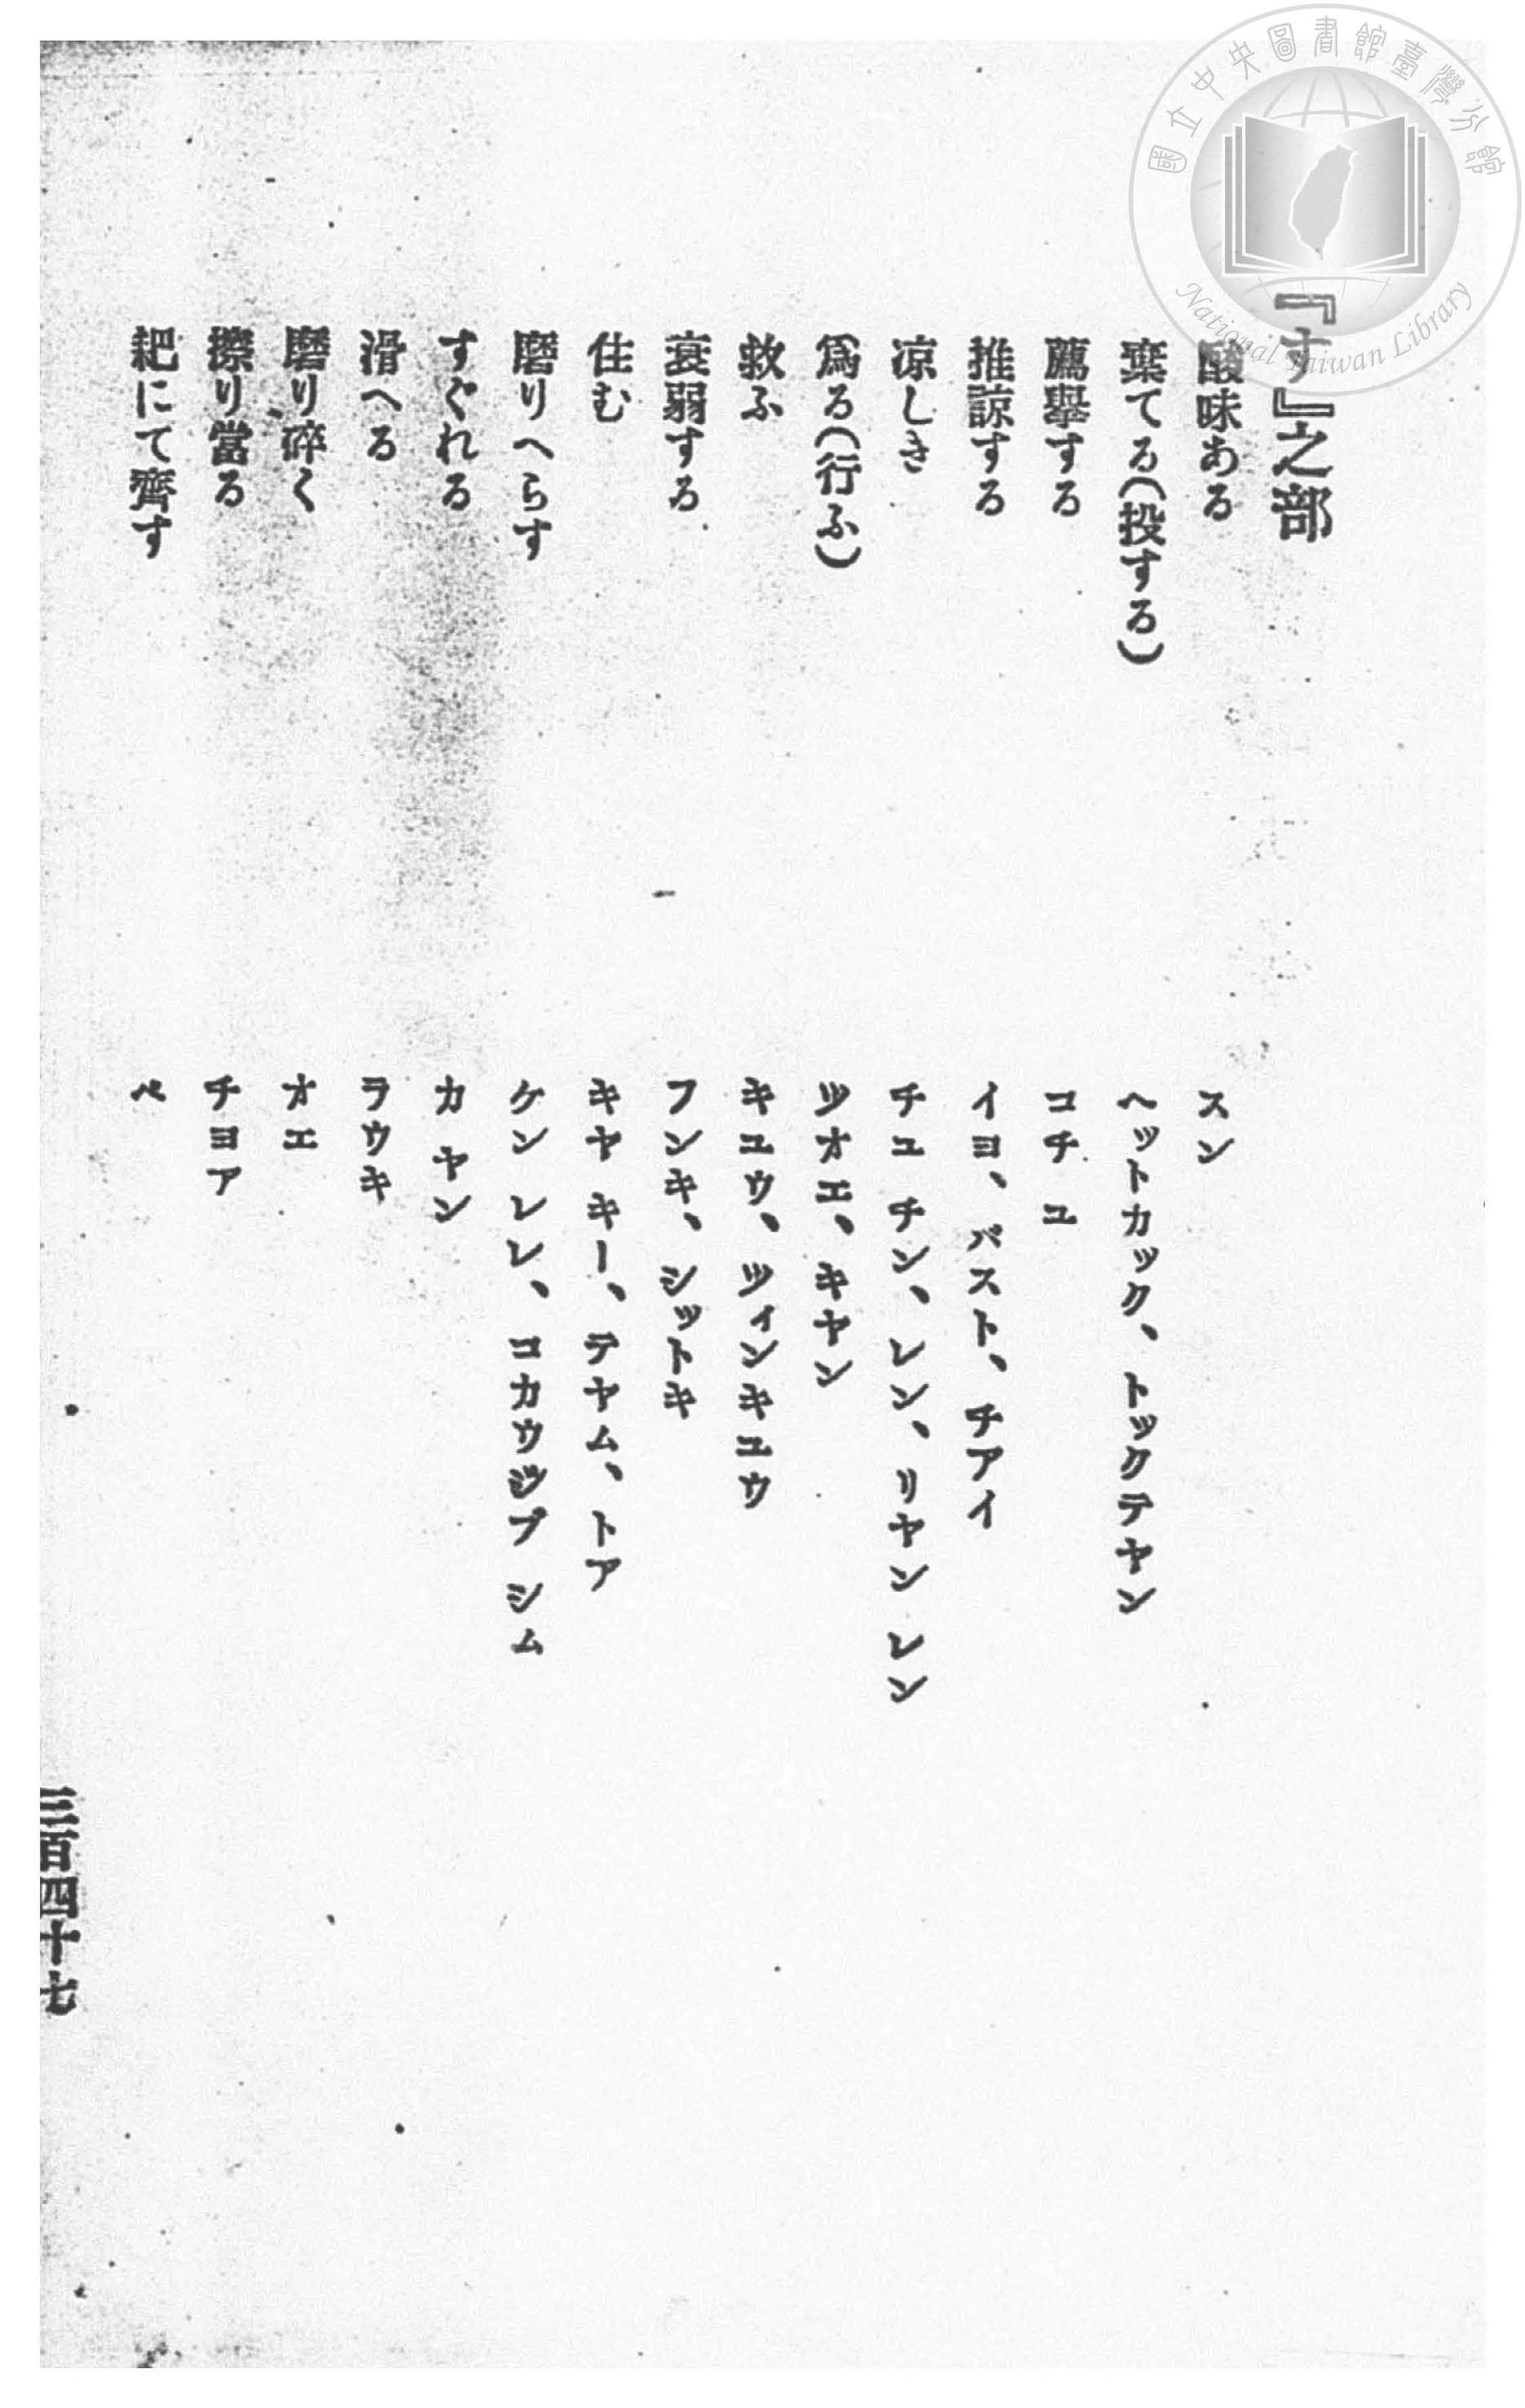 國立中央圖書館臺灣分館
National Taiwan Library
『す』之部
酸味ある　スン
棄てる(投する)　ヘットカック、トックテヤン
薦擧する　コチユ
推諒する　イヨ、バスト、チアイ
凉しき　チユ チン、レン、リヤン レン
爲る(行ふ)　ツオエ、キヤン
救ふ　キユウ、ツィンキユウ
衰弱する　フンキ、シットキ
住む　キヤ キー、テヤム、トア
磨りへらす　ケン レレ、コカウジブ シム
すぐれる　カ ヤン
滑へる　ヲウキ
磨り碎く　オエ
擦り當る　チヨア
耙にて齊す　ペ
三百四十七